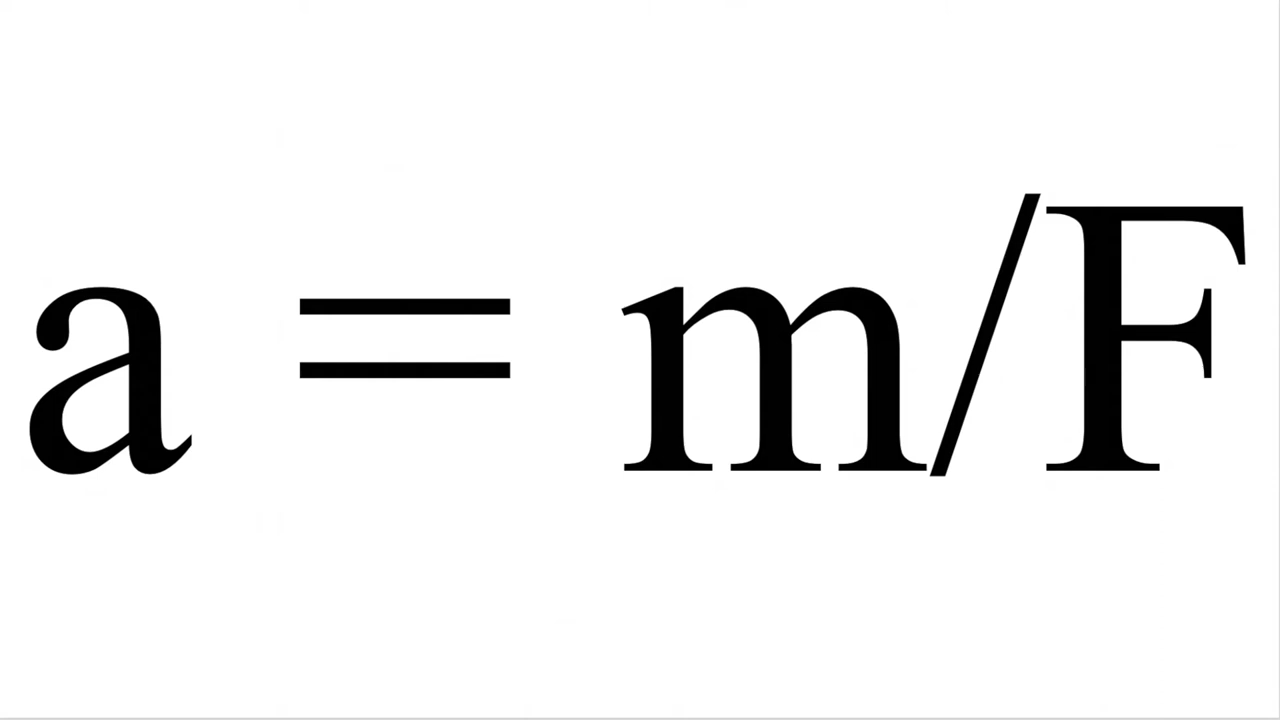 a = m/F